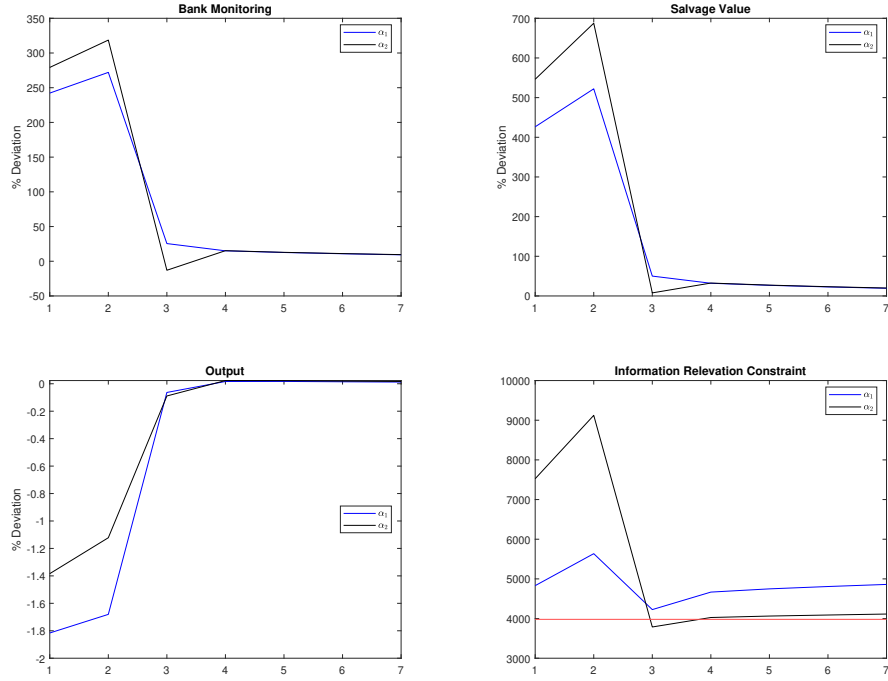 Bank Monitoring
% Deviation
350
300
250
200
150
100
50
0
-50
1 2 3 4 5 6 7
α₁
α₂
Salvage Value
% Deviation
700
600
500
400
300
200
100
0
1 2 3 4 5 6 7
α₁
α₂
Output
% Deviation
0
-0.2
-0.4
-0.6
-0.8
-1
-1.2
-1.4
-1.6
-1.8
-2
1 2 3 4 5 6 7
α₁
α₂
Information Relevation Constraint
10000
9000
8000
7000
6000
5000
4000
3000
1 2 3 4 5 6 7
α₁
α₂